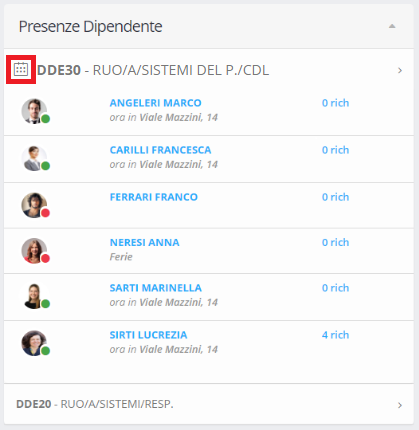 Presenze Dipendente
DDE30 - RUO/A/SISTEMI DEL P./CDL
ANGELERI MARCO 0 rich
ora in Viale Mazzini, 14
CARILLI FRANCESCA 0 rich
ora in Viale Mazzini, 14
FERRARI FRANCO 0 rich
NERESI ANNA 0 rich
Ferie
SARTI MARINELLA 0 rich
ora in Viale Mazzini, 14
SIRTI LUCREZIA 4 rich
ora in Viale Mazzini, 14
DDE20 - RUO/A/SISTEMI/RESP.